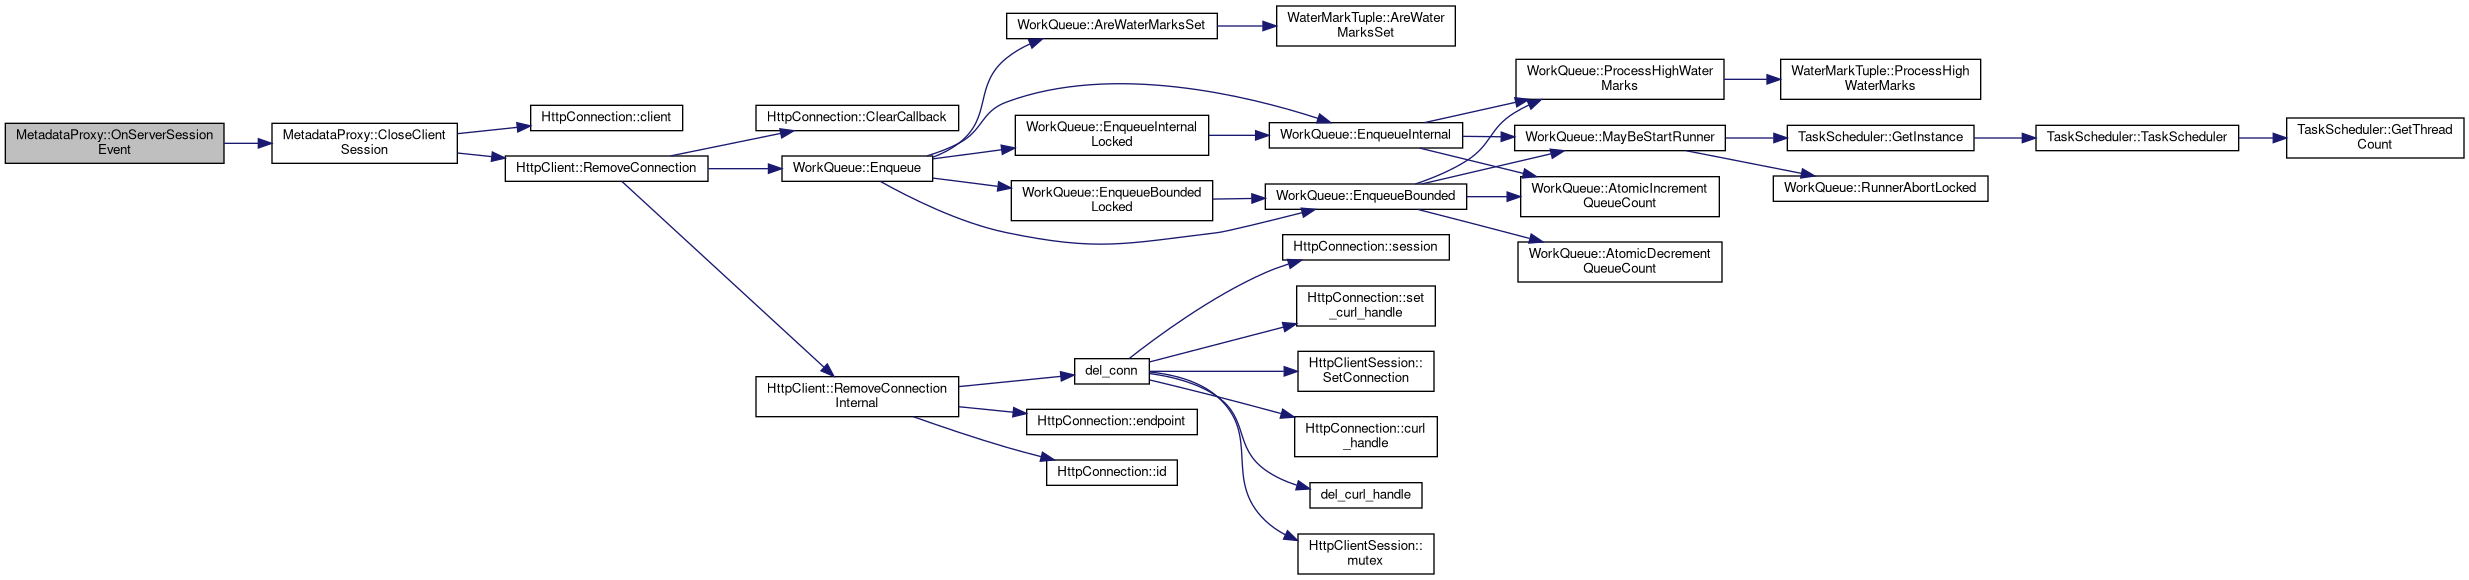 MetadataProxy::OnServerSession
Event
MetadataProxy::CloseClient
Session
HttpConnection::client
HttpClient::RemoveConnection
HttpConnection::ClearCallback
WorkQueue::Enqueue
HttpClient::RemoveConnection
Internal
WorkQueue::AreWaterMarksSet
WaterMarkTuple::AreWater
MarksSet
WorkQueue::EnqueueInternal
Locked
WorkQueue::EnqueueBounded
Locked
WorkQueue::EnqueueInternal
WorkQueue::EnqueueBounded
WorkQueue::ProcessHighWater
Marks
WaterMarkTuple::ProcessHigh
WaterMarks
WorkQueue::MayBeStartRunner
TaskScheduler::GetInstance
TaskScheduler::TaskScheduler
TaskScheduler::GetThread
Count
WorkQueue::RunnerAbortLocked
WorkQueue::AtomicIncrement
QueueCount
WorkQueue::AtomicDecrement
QueueCount
del_conn
HttpConnection::endpoint
HttpConnection::id
HttpConnection::session
HttpConnection::set
_curl_handle
HttpClientSession::
SetConnection
HttpConnection::curl
_handle
del_curl_handle
HttpClientSession::
mutex